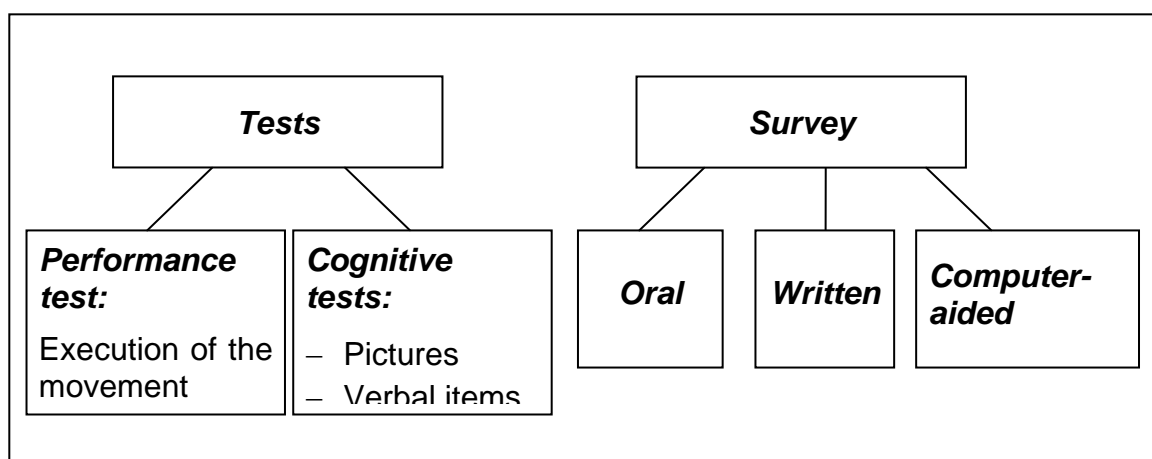 Tests
Survey
Performance
test:
Execution of the
movement
Cognitive
tests:
– Pictures
– Verbal items
Oral
Written
Computer-
aided